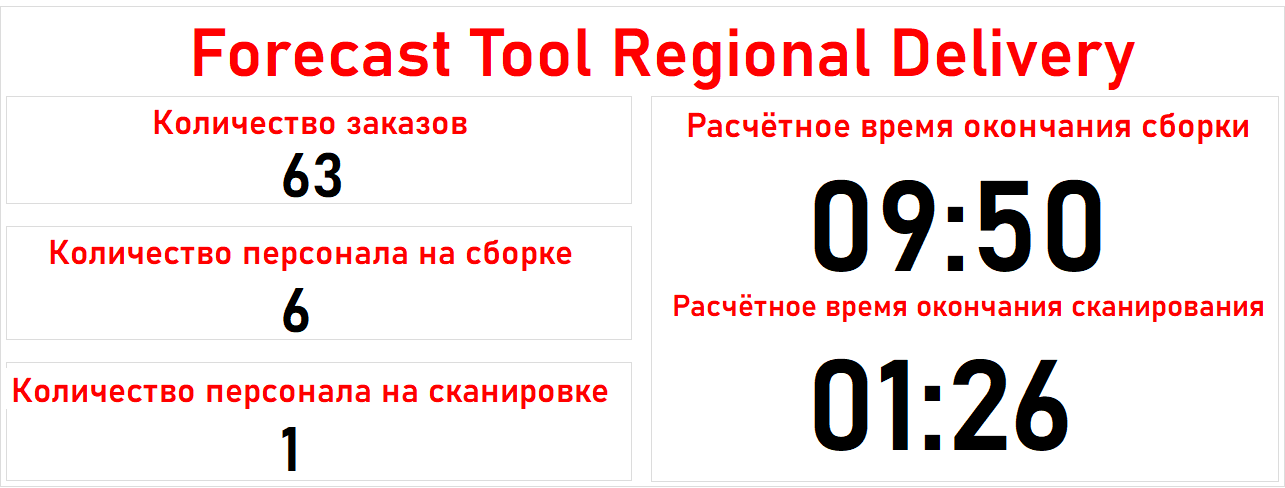 Forecast Tool Regional Delivery
Количество заказов
63
Количество персонала на сборке
6
Количество персонала на сканировке
1
Расчётное время окончания сборки
09:50
Расчётное время окончания сканирования
01:26